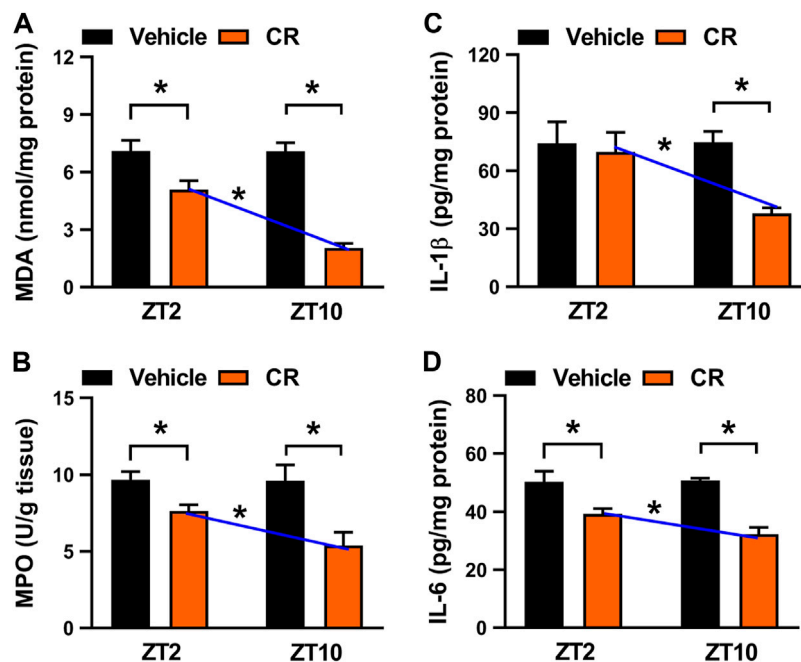 A
Vehicle CR
MDA (nmol/mg protein)
12
9
6
3
0
*
*
*
ZT2 ZT10
C
Vehicle CR
IL-1β (pg/mg protein)
120
90
60
30
0
*
*
ZT2 ZT10
B
Vehicle CR
MPO (U/g tissue)
15
10
5
0
*
*
*
ZT2 ZT10
D
Vehicle CR
IL-6 (pg/mg protein)
80
60
40
20
0
*
*
*
ZT2 ZT10